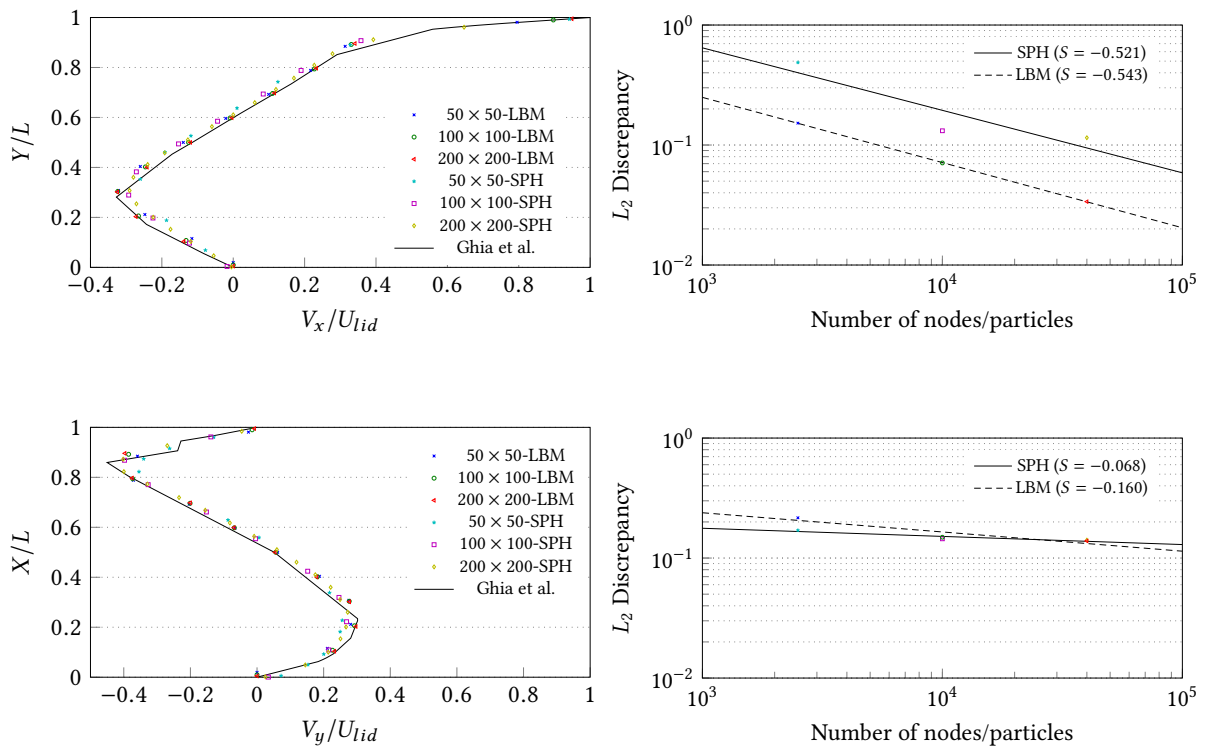 1
0.8
0.6
0.4
0.2
0
Y/L
−0.4 −0.2 0 0.2 0.4 0.6 0.8 1
V_x/U_lid
50 × 50-LBM
100 × 100-LBM
200 × 200-LBM
50 × 50-SPH
100 × 100-SPH
200 × 200-SPH
Ghia et al.
10^0
10^−1
10^−2
L_2 Discrepancy
10^3 10^4 10^5
Number of nodes/particles
SPH (S = −0.521)
LBM (S = −0.543)
1
0.8
0.6
0.4
0.2
0
X/L
−0.4 −0.2 0 0.2 0.4 0.6 0.8 1
V_y/U_lid
50 × 50-LBM
100 × 100-LBM
200 × 200-LBM
50 × 50-SPH
100 × 100-SPH
200 × 200-SPH
Ghia et al.
10^0
10^−1
10^−2
L_2 Discrepancy
10^3 10^4 10^5
Number of nodes/particles
SPH (S = −0.068)
LBM (S = −0.160)